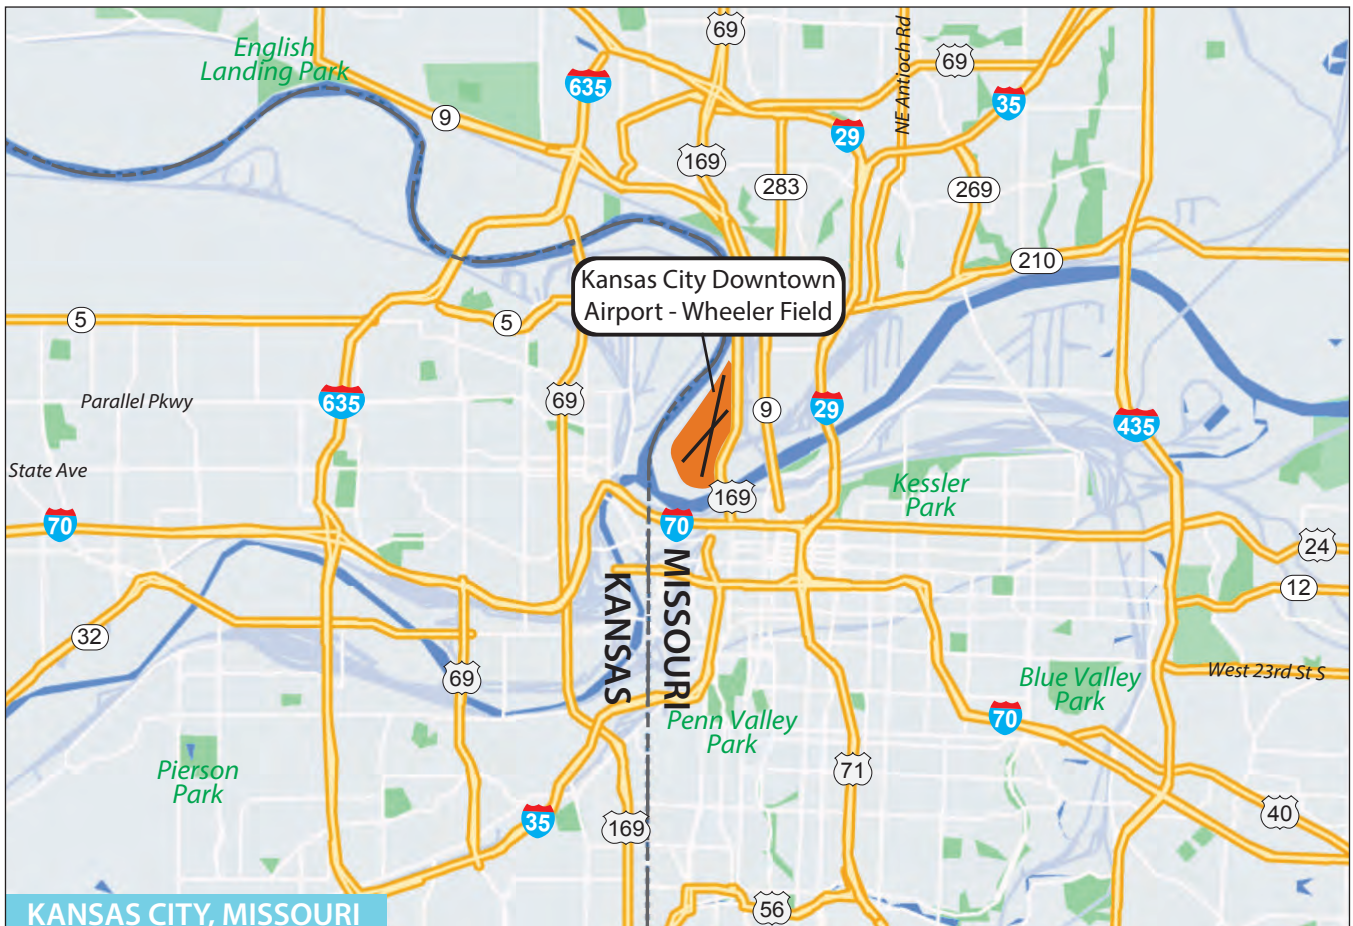 69
English
Landing Park
NE Antioch Rd
69
635
35
9
29
169
283
269
210
Kansas City Downtown
Airport - Wheeler Field
5
5
Parallel Pkwy
635
69
9
29
435
State Ave
Kessler
Park
169
70
70
24
MISSOURI
KANSAS
12
32
69
West 23rd St S
Blue Valley
Park
Penn Valley
Park
70
Pierson
Park
71
35
169
40
56
KANSAS CITY, MISSOURI